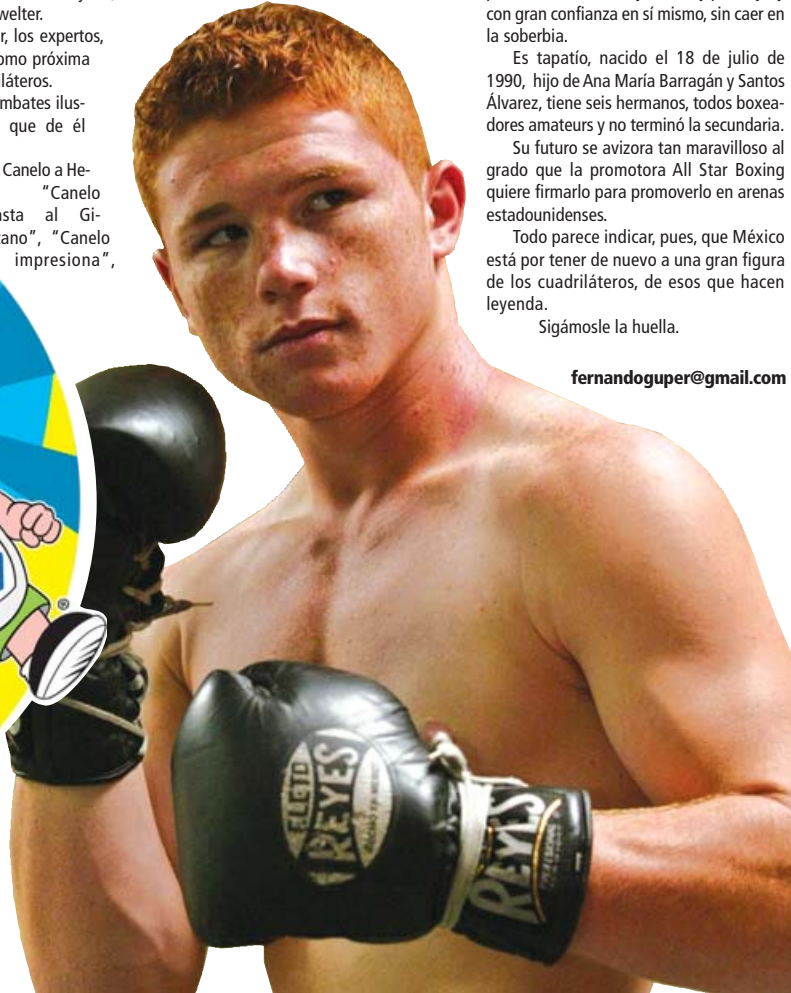 welter.
r, los expertos,
omo próxima
láteros.
mbates ilus-
que de él
Canelo a He-
"Canelo
asta al Gi-
tano", "Canelo
impresiona",
con gran confianza en sí mismo, sin caer en
la soberbia.
Es tapatío, nacido el 18 de julio de
1990, hijo de Ana María Barragán y Santos
Álvarez, tiene seis hermanos, todos boxea-
dores amateurs y no terminó la secundaria.
Su futuro se avizora tan maravilloso al
grado que la promotora All Star Boxing
quiere firmarlo para promoverlo en arenas
estadounidenses.
Todo parece indicar, pues, que México
está por tener de nuevo a una gran figura
de los cuadriláteros, de esos que hacen
leyenda.
Sigámosle la huella.
fernandoguper@gmail.com
®
CLETO
REYES
REYES